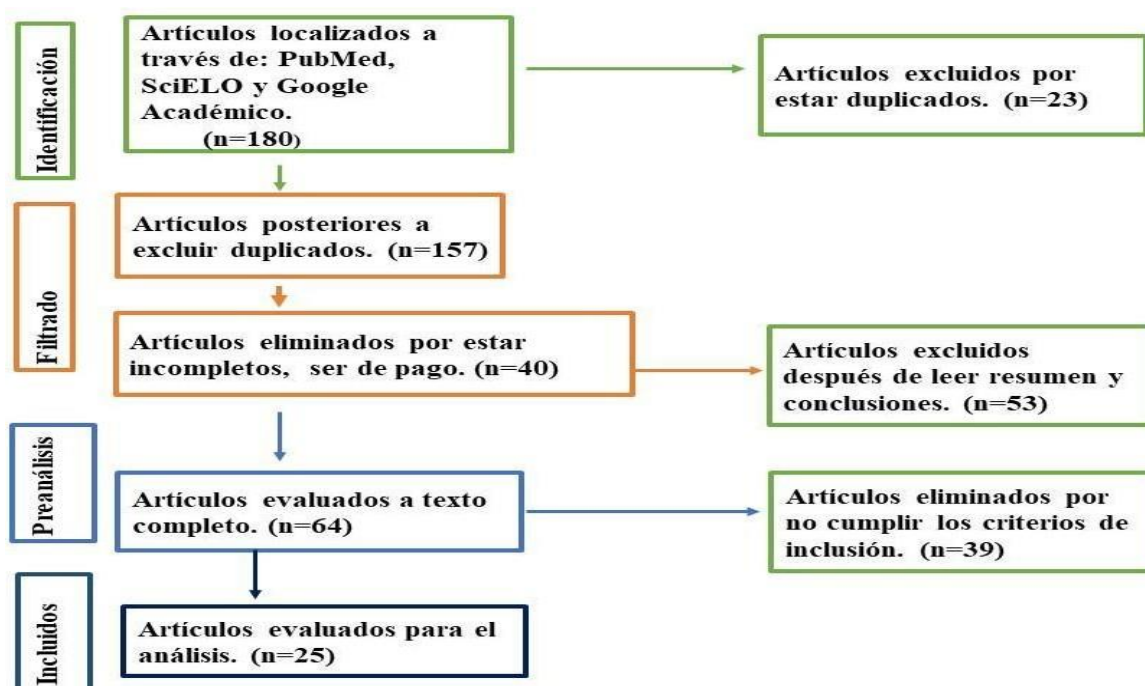 Identificación
Artículos localizados a
través de: PubMed,
SciELO y Google
Académico.
(n=180)
Artículos excluidos por
estar duplicados. (n=23)
Filtrado
Artículos posteriores a
excluir duplicados. (n=157)
Artículos eliminados por estar
incompletos, ser de pago. (n=40)
Artículos excluidos
después de leer resumen y
conclusiones. (n=53)
Preanálisis
Artículos evaluados a texto
completo. (n=64)
Artículos eliminados por
no cumplir los criterios de
inclusión. (n=39)
Incluidos
Artículos evaluados para el
análisis. (n=25)